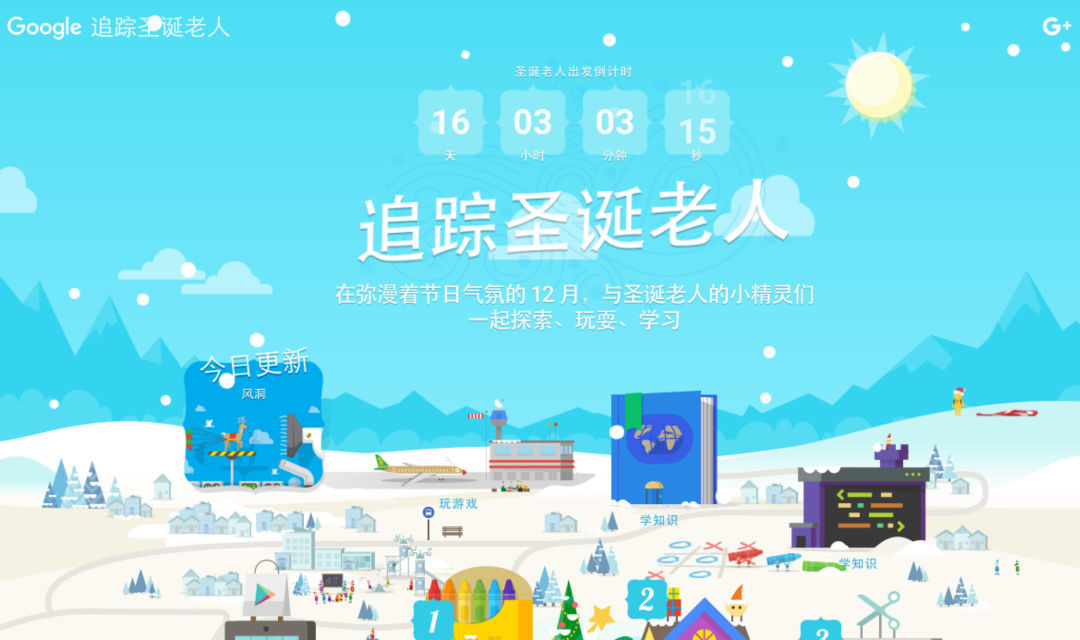 Google 追踪圣诞老人
G+
圣诞老人出发倒计时
16 03 03 15
天 小时 分钟 秒
追踪圣诞老人
在弥漫着节日气氛的 12 月，与圣诞老人的小精灵们
一起探索、玩耍、学习
今日更新
风洞
玩游戏
学知识
学知识
1
2
3